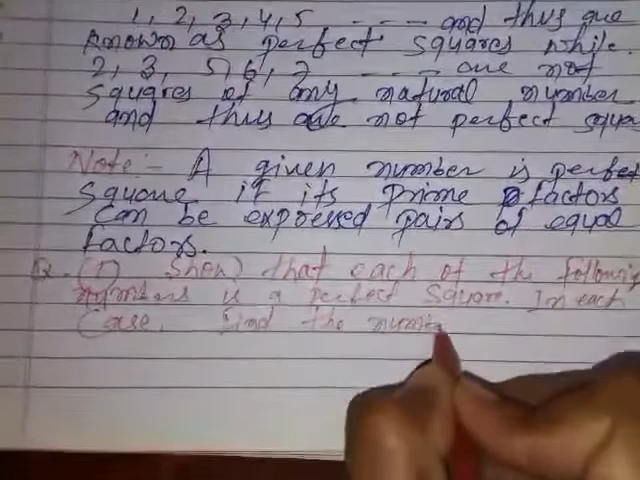 1, 2, 3, 4, 5 ---- and thus are
known as perfect squares while.
2, 3, 5, 6, 7 ---- are not
squares of any natural number
and thus are not perfect squa
Note:- A given number is perfec
square if its prime factors
can be expressed pairs of equal
factors.
Q.(1) Show that each of the following
numbers is a perfect Square. In each
Case, find the numb